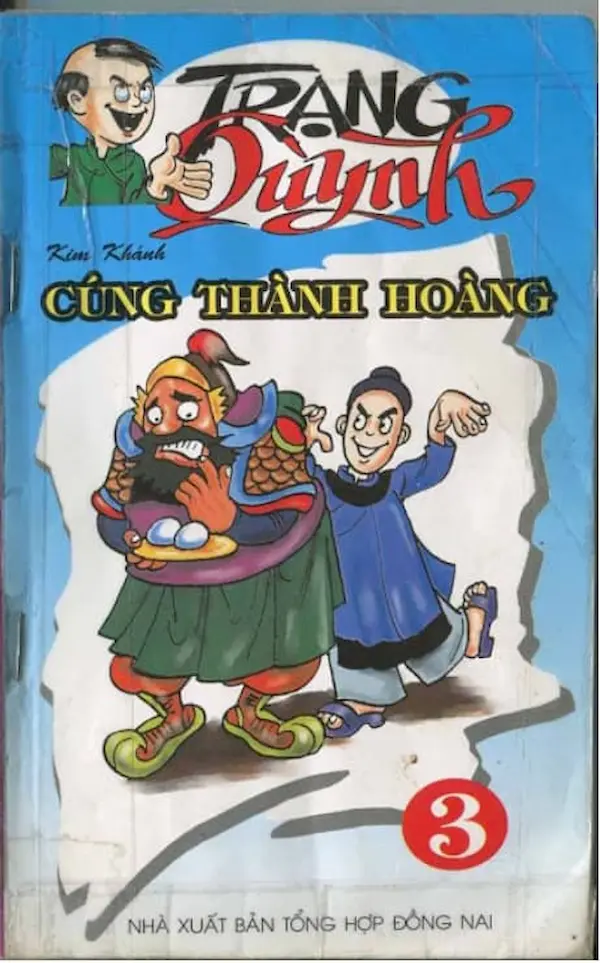 TRẠNG
Quỳnh
Kim Khánh
CÚNG THÀNH HOÀNG
3
NHÀ XUẤT BẢN TỔNG HỢP ĐỒNG NAI